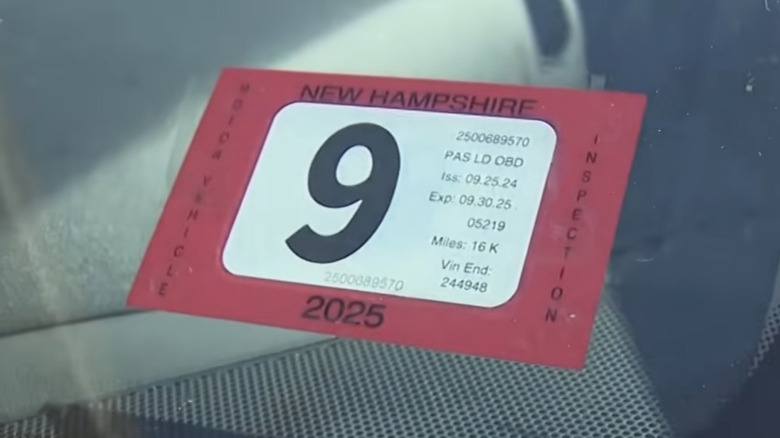 NEW HAMPSHIRE
MOTOR VEHICLE
9
2500689570
PAS LD OBD
Iss: 09.25.24
Exp: 09.30.25
05219
Miles: 16 K
Vin End:
244948
2500689570
INSPECTION
2025